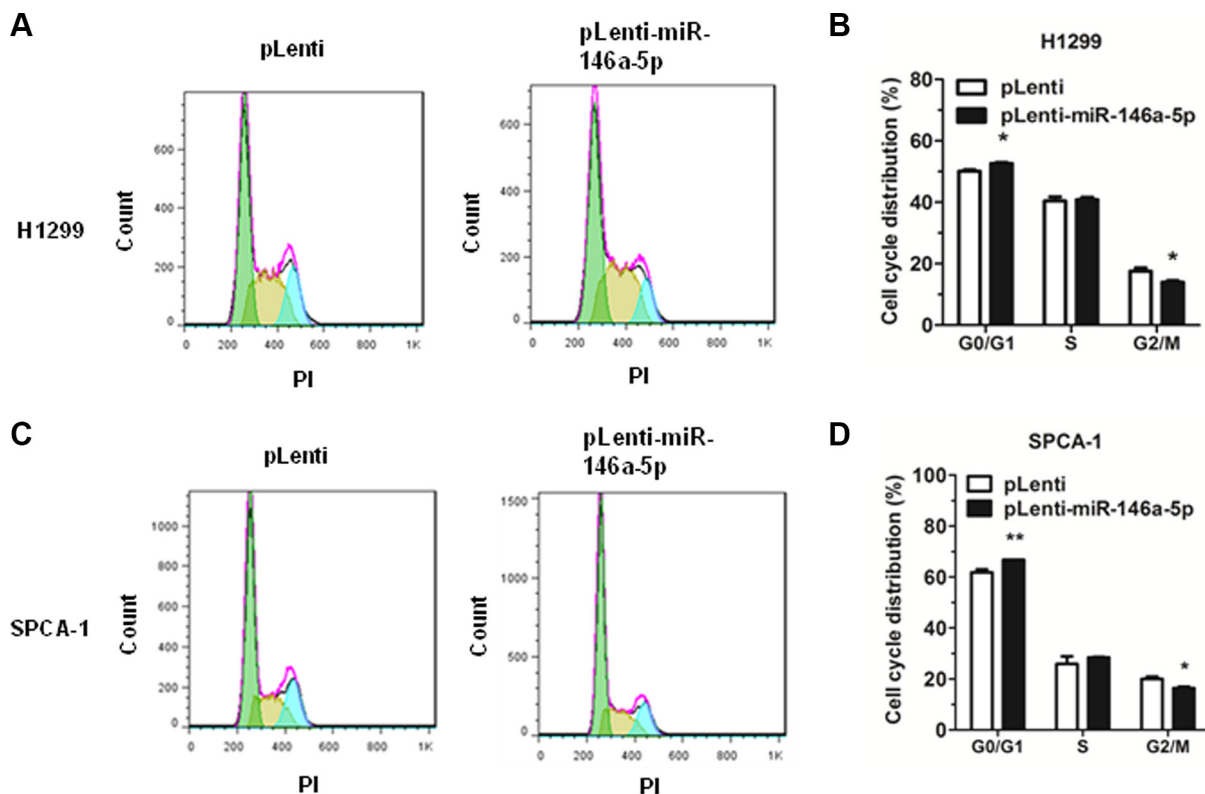 A
pLenti
pLenti-miR-
146a-5p
B
H1299
H1299
Count
600
400
200
0
0 200 400 600 800 1K
PI
Count
600
400
200
0
0 200 400 600 800 1K
PI
Cell cycle distribution (%)
80
60
40
20
0
pLenti
pLenti-miR-146a-5p
*
*
G0/G1 S G2/M
C
pLenti
pLenti-miR-
146a-5p
D
SPCA-1
SPCA-1
Count
1000
800
600
400
200
0
0 200 400 600 800 1K
PI
Count
1500
1000
500
0
0 200 400 600 800 1K
PI
Cell cycle distribution (%)
100
80
60
40
20
0
pLenti
pLenti-miR-146a-5p
**
*
G0/G1 S G2/M